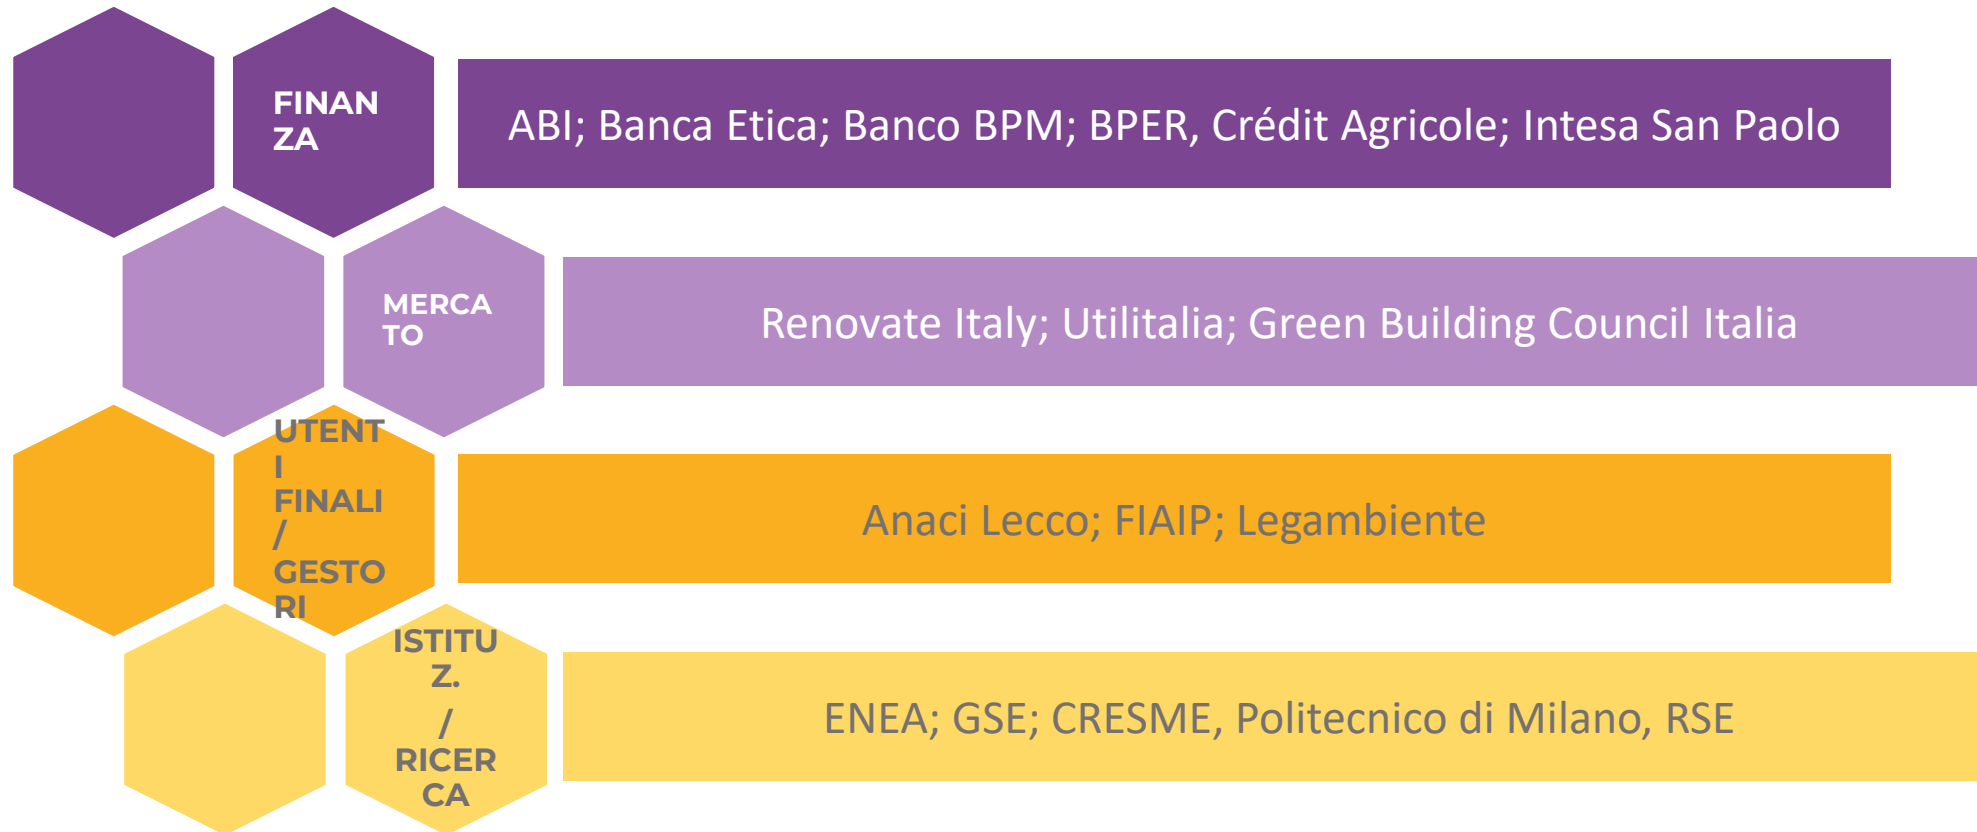 FINAN
ZA
ABI; Banca Etica; Banco BPM; BPER, Crédit Agricole; Intesa San Paolo
MERCA
TO
Renovate Italy; Utilitalia; Green Building Council Italia
UTENT
I
FINALI
/
GESTO
RI
Anaci Lecco; FIAIP; Legambiente
ISTITU
Z.
/
RICER
CA
ENEA; GSE; CRESME, Politecnico di Milano, RSE